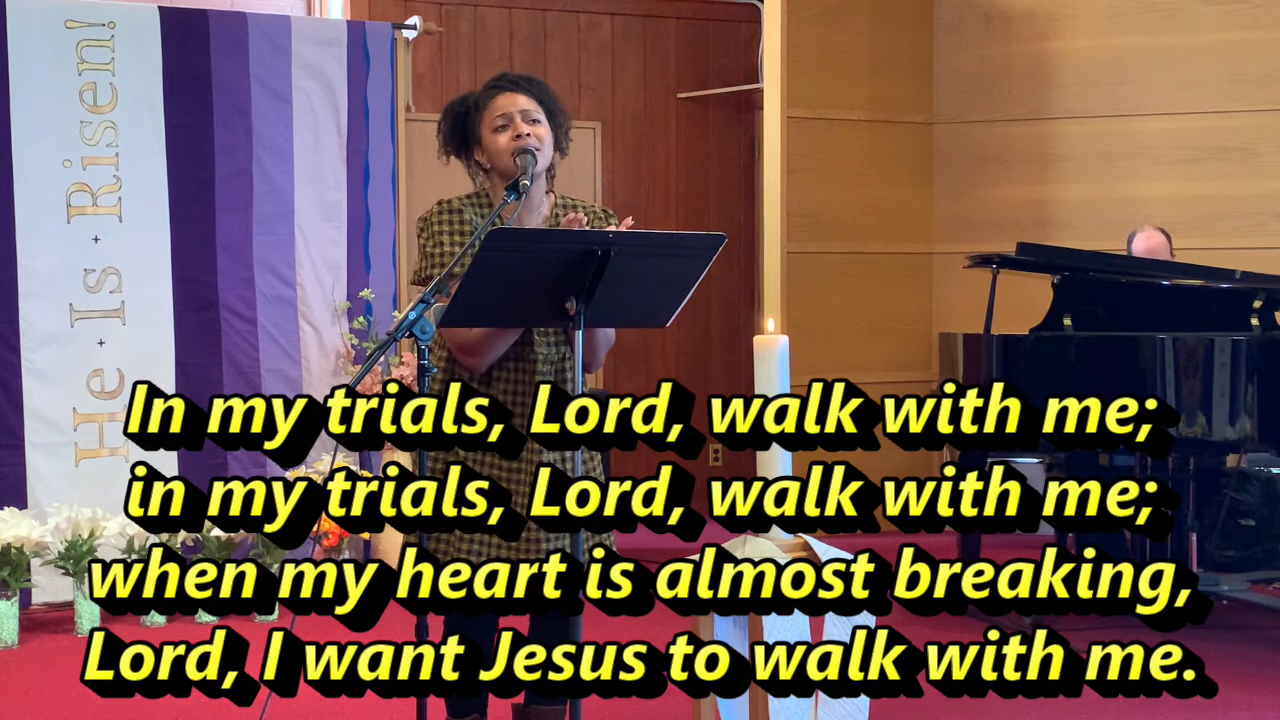 He + Is + Risen!
In my trials, Lord, walk with me;
in my trials, Lord, walk with me;
when my heart is almost breaking,
Lord, I want Jesus to walk with me.